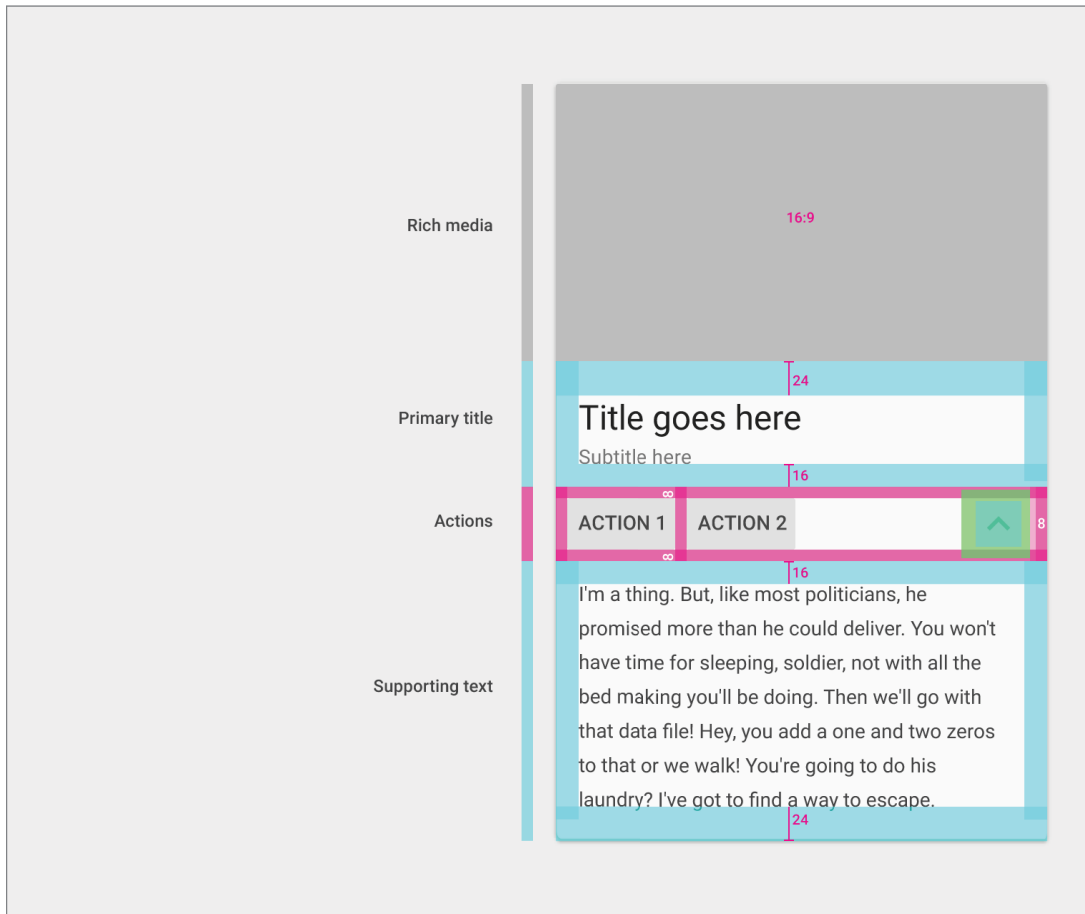 Rich media
16:9
24
Primary title
Title goes here
Subtitle here
16
8
Actions
ACTION 1
ACTION 2
8
8
16
Supporting text
I'm a thing. But, like most politicians, he
promised more than he could deliver. You won't
have time for sleeping, soldier, not with all the
bed making you'll be doing. Then we'll go with
that data file! Hey, you add a one and two zeros
to that or we walk! You're going to do his
laundry? I've got to find a way to escape.
24